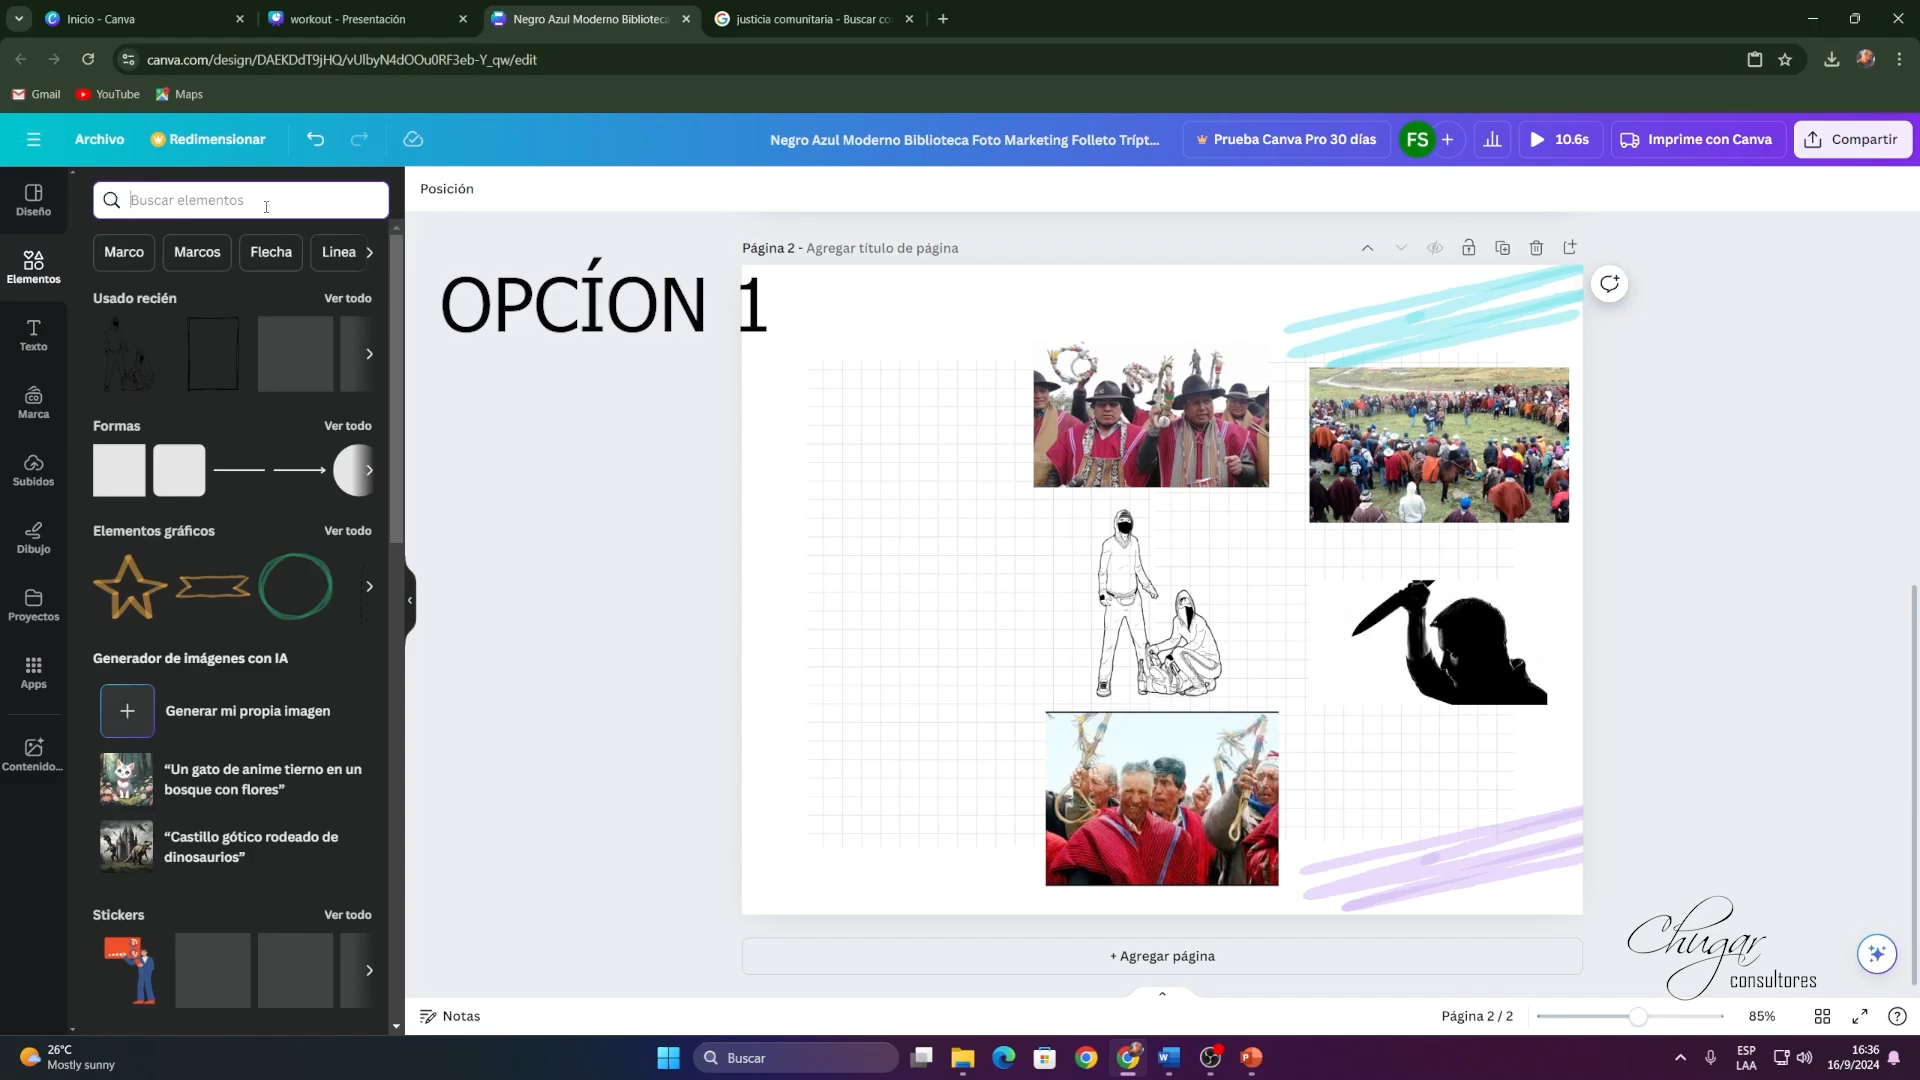 Inicio - Canva
workout - Presentación
Negro Azul Moderno Bibliotec
justicia comunitaria - Buscar co
canva.com/design/DAEKDdT9jHQ/vUlbyN4dOOu0RF3eb-Y_qw/edit
Gmail
YouTube
Maps
Archivo
Redimensionar
Negro Azul Moderno Biblioteca Foto Marketing Folleto Trípt...
Prueba Canva Pro 30 días
FS
10.6s
Imprime con Canva
Compartir
Diseño
Elementos
Texto
Marca
Subidos
Dibujo
Proyectos
Apps
Contenido...
Buscar elementos
Marco
Marcos
Flecha
Linea
Usado recién
Ver todo
Formas
Ver todo
Elementos gráficos
Ver todo
Generador de imágenes con IA
Generar mi propia imagen
“Un gato de anime tierno en un
bosque con flores”
“Castillo gótico rodeado de
dinosaurios”
Stickers
Ver todo
Posición
Página 2 - Agregar título de página
OPCÍON 1
+ Agregar página
Chugar
consultores
Notas
Página 2 / 2
85%
26°C
Mostly sunny
Buscar
ESP
LAA
16:36
16/9/2024